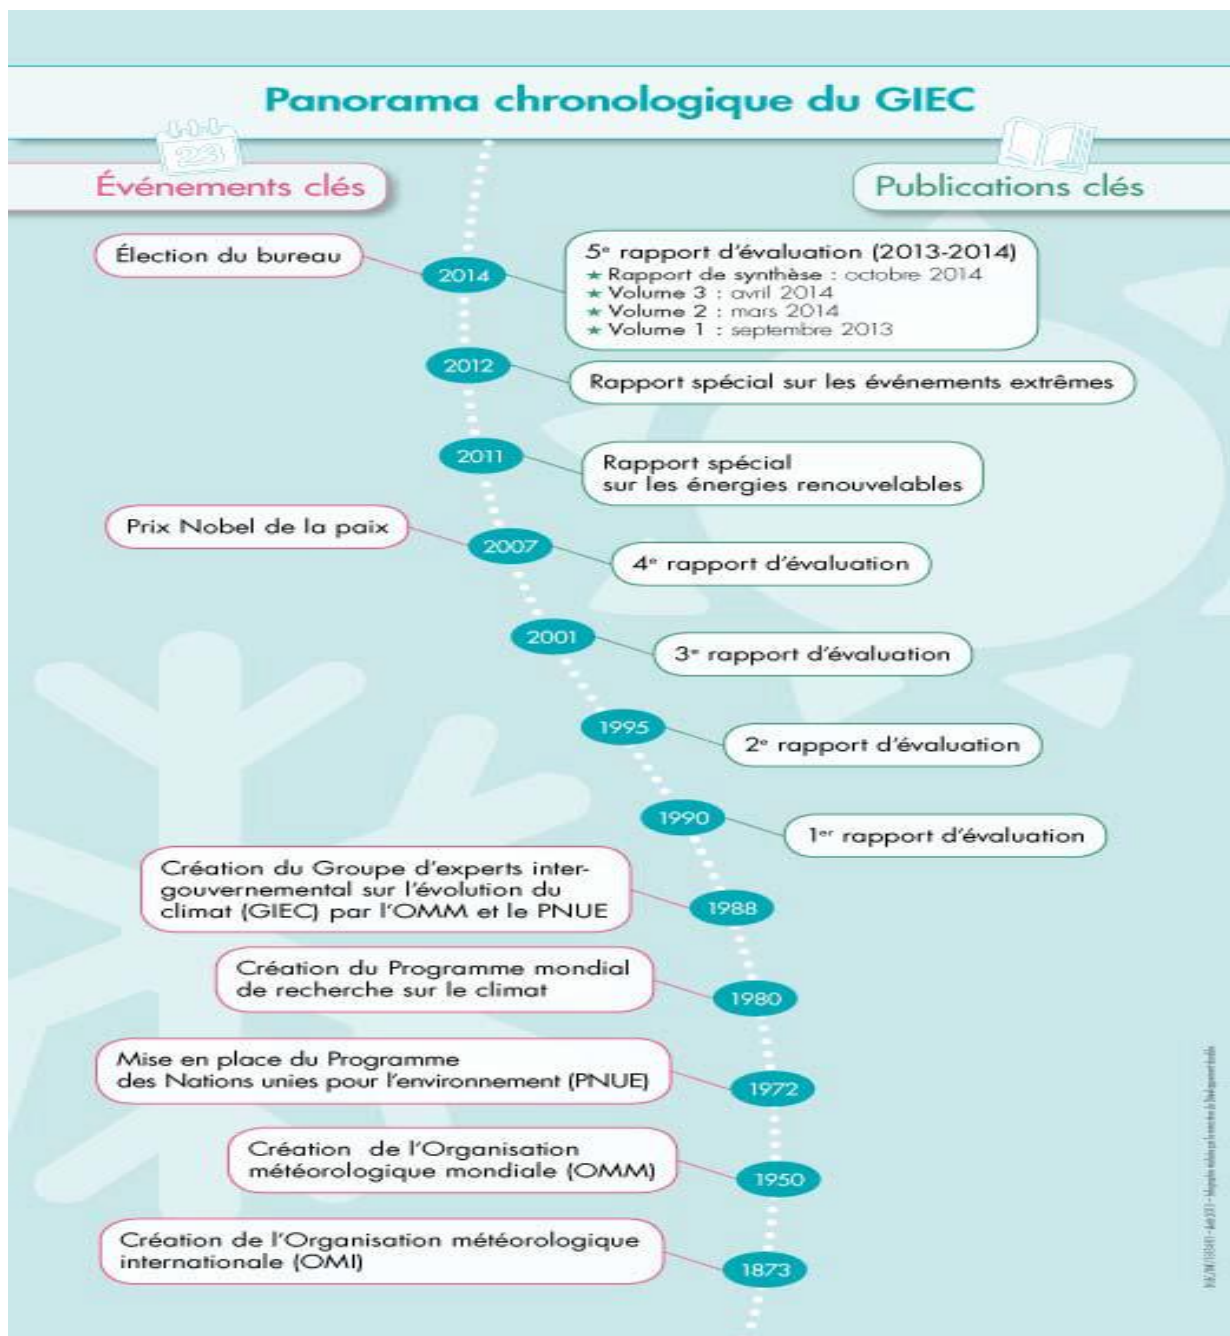 Panorama chronologique du GIEC
23
Événements clés
Publications clés
Élection du bureau
2014
5e rapport d'évaluation (2013-2014)
★ Rapport de synthèse : octobre 2014
★ Volume 3 : avril 2014
★ Volume 2 : mars 2014
★ Volume 1 : septembre 2013
2012
Rapport spécial sur les événements extrêmes
2011
Rapport spécial
sur les énergies renouvelables
Prix Nobel de la paix
2007
4e rapport d'évaluation
2001
3e rapport d'évaluation
1995
2e rapport d'évaluation
1990
1er rapport d'évaluation
Création du Groupe d'experts inter-
gouvernemental sur l'évolution du
climat (GIEC) par l'OMM et le PNUE
1988
Création du Programme mondial
de recherche sur le climat
1980
Mise en place du Programme
des Nations unies pour l'environnement (PNUE)
1972
Création de l'Organisation
météorologique mondiale (OMM)
1950
Création de l'Organisation météorologique
internationale (OMI)
1873